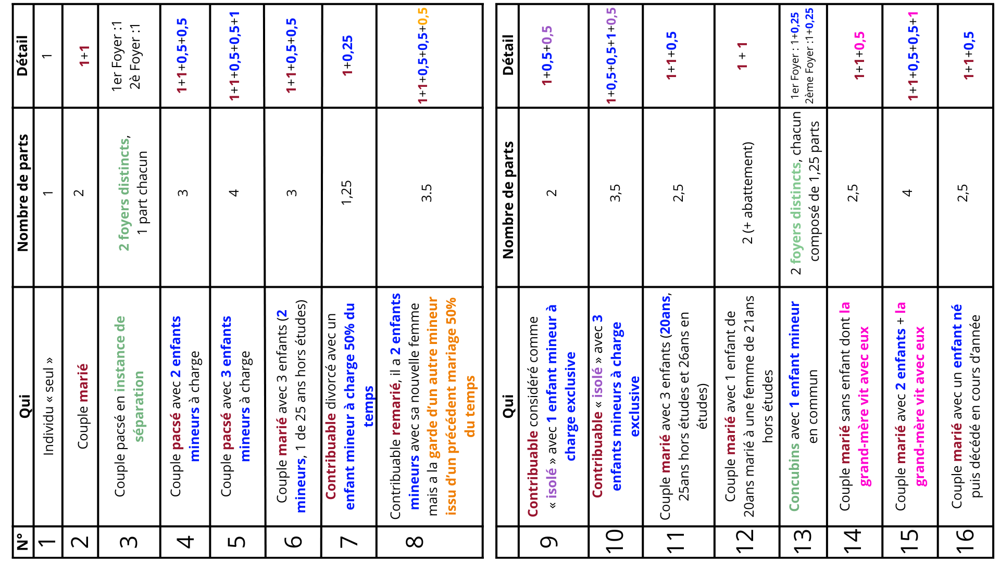 N° Qui Nombre de parts Détail
1 Individu « seul » 1 1
2 Couple marié 2 1+1
3 Couple pacsé en instance de
séparation
2 foyers distincts,
1 part chacun
1er Foyer :1
2è Foyer :1
4 Couple pacsé avec 2 enfants
mineurs à charge
3
1+1+0,5+0,5
5 Couple pacsé avec 3 enfants
mineurs à charge
4
1+1+0,5+0,5+1
6 Couple marié avec 3 enfants (2
mineurs, 1 de 25 ans hors études)
3
1+1+0,5+0,5
7 Contribuable divorcé avec un
enfant mineur à charge 50% du
temps
1,25
1+0,25
8 Contribuable remarié, il a 2 enfants
mineurs avec sa nouvelle femme
mais a la garde d'un autre mineur
issu d'un précédent mariage 50%
du temps
3.5
1+1+0,5+0,5+0,5
N° Qui Nombre de parts Détail
9 Contribuable considéré comme
« isolé » avec 1 enfant mineur à
charge exclusive
2
1+0,5+0,5
10 Contribuable « isolé » avec 3
enfants mineurs à charge
exclusive
3,5
1+0,5+0,5+1+0,5
11 Couple marié avec 3 enfants (20ans,
25ans hors études et 26ans en
études)
2,5
1+1+0,5
12 Couple marié avec 1 enfant de
20ans marié à une femme de 21ans
hors études
2 (+ abattement)
1 + 1
13 Concubins avec 1 enfant mineur
en commun
2 foyers distincts, chacun
composé de 1,25 parts
1er Foyer : 1+0,25
2ème Foyer :1+0,25
14 Couple marié sans enfant dont la
grand-mère vit avec eux
2,5
1+1+0,5
15 Couple marié avec 2 enfants + la
grand-mère vit avec eux
4
1+1+0,5+0,5+1
16 Couple marié avec un enfant né
puis décédé en cours d'année
2,5
1+1+0,5